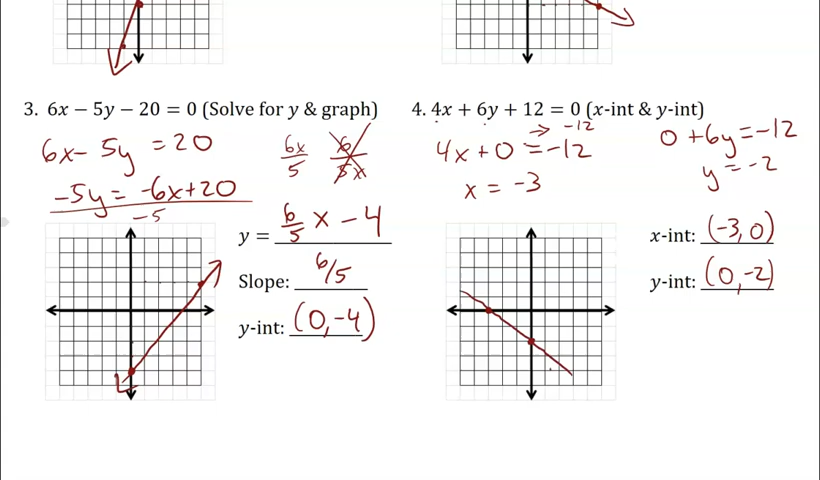 3. 6x − 5y − 20 = 0 (Solve for y & graph)
6x - 5y = 20
-5y = -6x+20
-5
6x/5
6/5x
y = 6/5 x - 4
Slope: 6/5
y-int: (0,-4)
4. 4x + 6y + 12 = 0 (x-int & y-int)
⇒ -12
4x + 0 = -12
x = -3
0 + 6y = -12
y = -2
x-int: (-3, 0)
y-int: (0, -2)